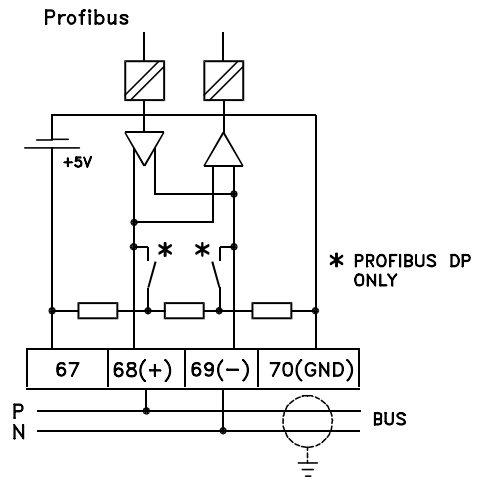 Profibus
+5V
* *
* PROFIBUS DP
ONLY
67 68(+) 69(-) 70(GND)
P
N
BUS